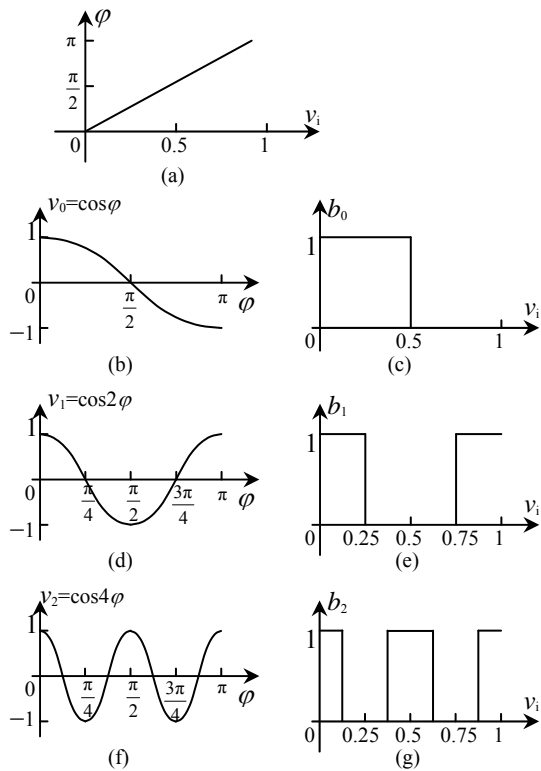 φ
π
π/2
0
0.5
1
v_i
(a)
v_0=cosφ
1
0
π/2
π
φ
−1
(b)
b_0
1
0
0.5
1
v_i
(c)
v_1=cos2φ
1
0
π/4
π/2
3π/4
π
φ
−1
(d)
b_1
1
0
0.25
0.5
0.75
1
v_i
(e)
v_2=cos4φ
1
0
π/4
π/2
3π/4
π
φ
−1
(f)
b_2
1
0
0.25
0.5
0.75
1
v_i
(g)